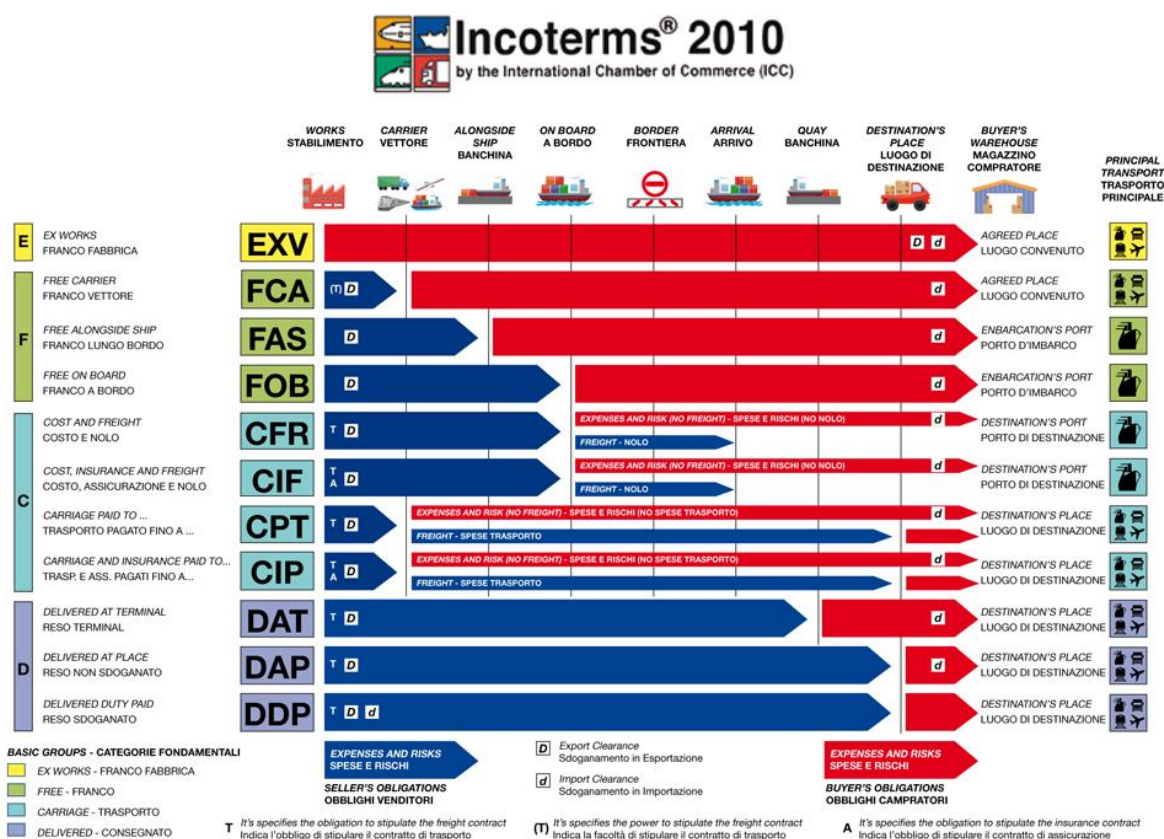 Incoterms® 2010
by the International Chamber of Commerce (ICC)
WORKS
STABILIMENTO
CARRIER
VETTORE
ALONGSIDE
SHIP
BANCHINA
ON BOARD
A BORDO
BORDER
FRONTIERA
ARRIVAL
ARRIVO
QUAY
BANCHINA
DESTINATION'S
PLACE
LUOGO DI
DESTINAZIONE
BUYER'S
WAREHOUSE
MAGAZZINO
COMPRATORE
PRINCIPAL
TRANSPORT
TRASPORTO
PRINCIPALE
E
EX WORKS
FRANCO FABBRICA
EXV
D d
AGREED PLACE
LUOGO CONVENUTO
F
FREE CARRIER
FRANCO VETTORE
FCA
(T) D
d
AGREED PLACE
LUOGO CONVENUTO
FREE ALONGSIDE SHIP
FRANCO LUNGO BORDO
FAS
D
d
ENBARCATION'S PORT
PORTO D'IMBARCO
FREE ON BOARD
FRANCO A BORDO
FOB
D
d
ENBARCATION'S PORT
PORTO D'IMBARCO
C
COST AND FREIGHT
COSTO E NOLO
CFR
T D
EXPENSES AND RISK (NO FREIGHT) - SPESE E RISCHI (NO NOLO)
d
FREIGHT - NOLO
DESTINATION'S PORT
PORTO DI DESTINAZIONE
COST, INSURANCE AND FREIGHT
COSTO, ASSICURAZIONE E NOLO
CIF
T
A
D
EXPENSES AND RISK (NO FREIGHT) - SPESE E RISCHI (NO NOLO)
d
FREIGHT - NOLO
DESTINATION'S PORT
PORTO DI DESTINAZIONE
CARRIAGE PAID TO ...
TRASPORTO PAGATO FINO A ...
CPT
T D
EXPENSES AND RISK (NO FREIGHT) - SPESE E RISCHI (NO SPESE TRASPORTO)
d
FREIGHT - SPESE TRASPORTO
DESTINATION'S PLACE
LUOGO DI DESTINAZIONE
CARRIAGE AND INSURANCE PAID TO...
TRASP. E ASS. PAGATI FINO A...
CIP
T
A
D
EXPENSES AND RISK (NO FREIGHT) - SPESE E RISCHI (NO SPESE TRASPORTO)
d
FREIGHT - SPESE TRASPORTO
DESTINATION'S PLACE
LUOGO DI DESTINAZIONE
D
DELIVERED AT TERMINAL
RESO TERMINAL
DAT
T D
d
DESTINATION'S PLACE
LUOGO DI DESTINAZIONE
DELIVERED AT PLACE
RESO NON SDOGANATO
DAP
T D
d
DESTINATION'S PLACE
LUOGO DI DESTINAZIONE
DELIVERED DUTY PAID
RESO SDOGANATO
DDP
T D d
DESTINATION'S PLACE
LUOGO DI DESTINAZIONE
BASIC GROUPS - CATEGORIE FONDAMENTALI
EX WORKS - FRANCO FABBRICA
FREE - FRANCO
CARRIAGE - TRASPORTO
DELIVERED - CONSEGNATO
EXPENSES AND RISKS
SPESE E RISCHI
SELLER'S OBLIGATIONS
OBBLIGHI VENDITORI
D Export Clearance
Sdoganamento in Esportazione
d Import Clearance
Sdoganamento in Importazione
EXPENSES AND RISKS
SPESE E RISCHI
BUYER'S OBLIGATIONS
OBBLIGHI CAMPRATORI
T It's specifies the obligation to stipulate the freight contract
Indica l'obbligo di stipulare il contratto di trasporto
(T) It's specifies the power to stipulate the freight contract
Indica la facoltà di stipulare il contratto di trasporto
A It's specifies the obligation to stipulate the insurance contract
Indica l'obbligo di stipulare il contratto di assicurazione